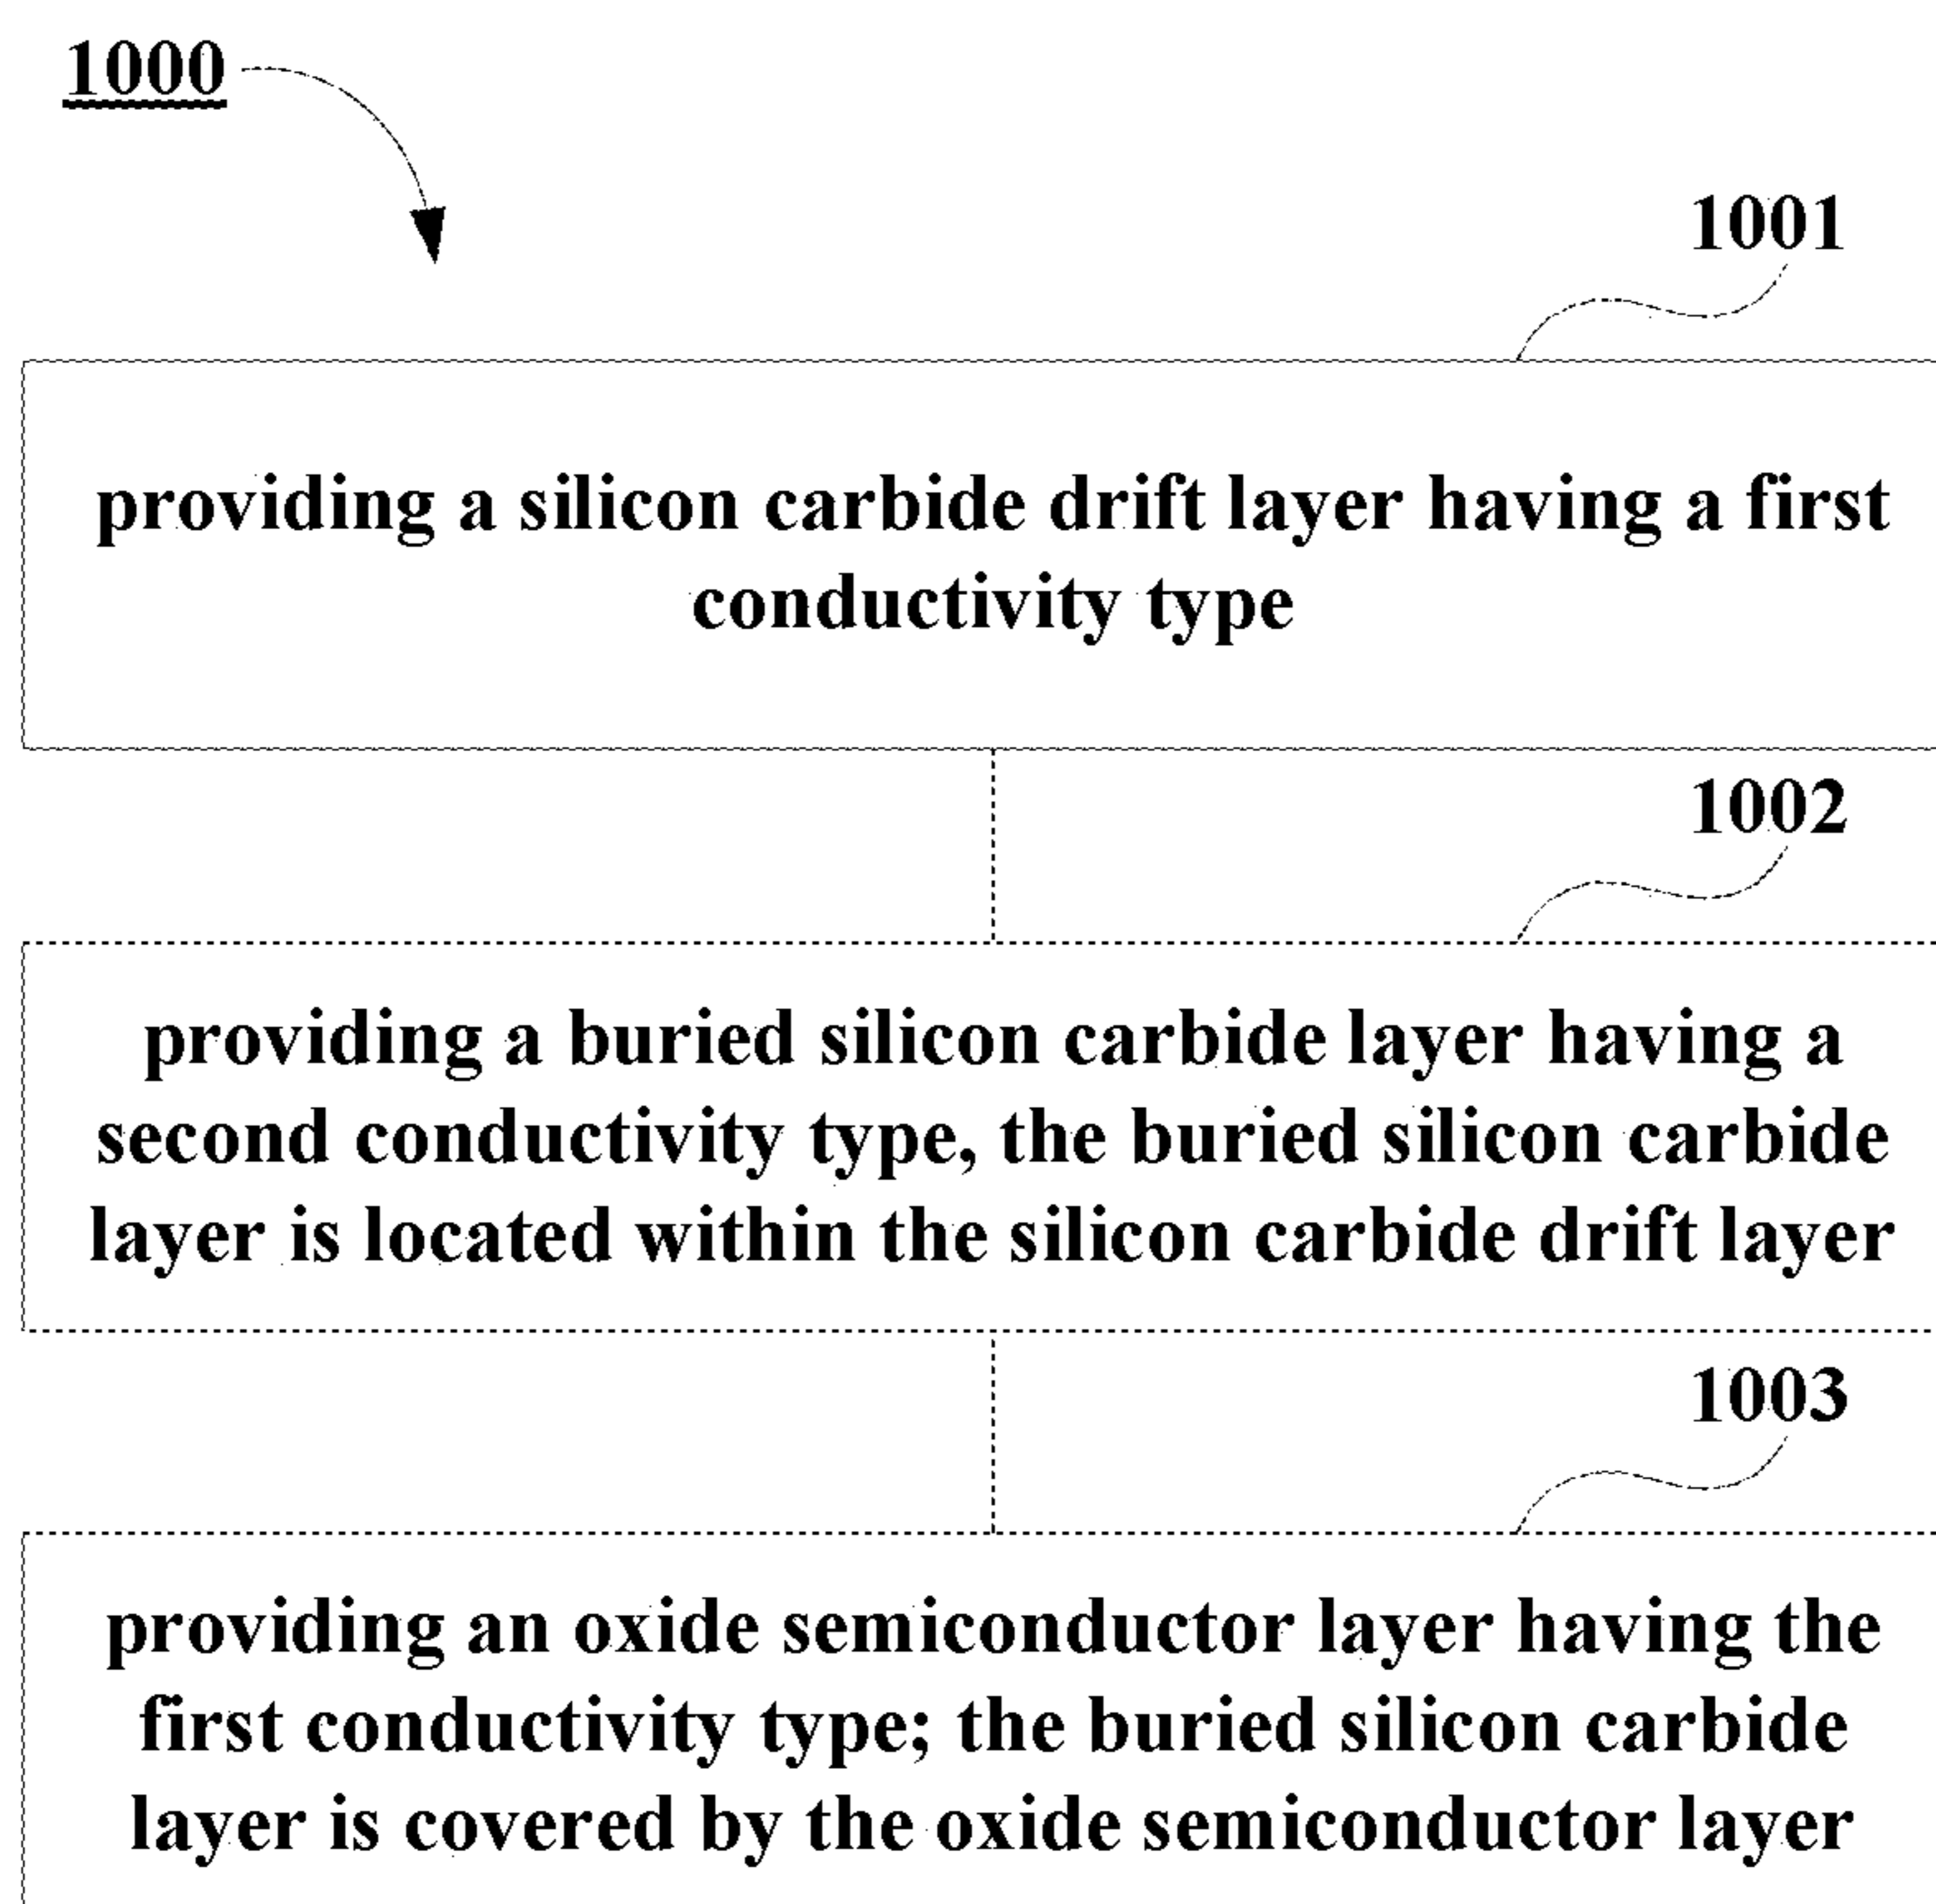 1000
1001
providing a silicon carbide drift layer having a first
conductivity type
1002
providing a buried silicon carbide layer having a
second conductivity type, the buried silicon carbide
layer is located within the silicon carbide drift layer
1003
providing an oxide semiconductor layer having the
first conductivity type; the buried silicon carbide
layer is covered by the oxide semiconductor layer